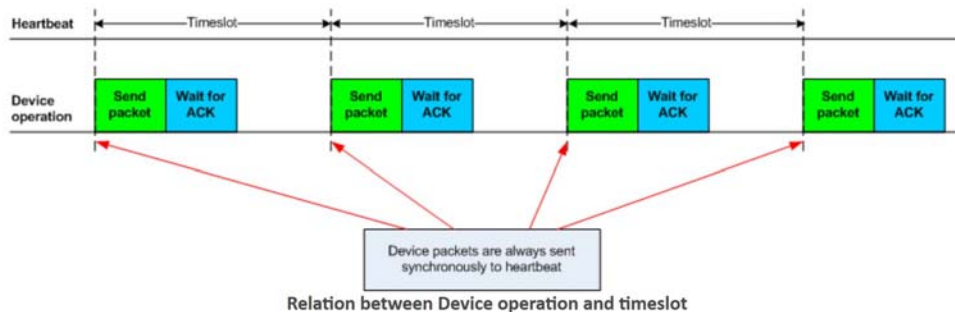 Heartbeat
Timeslot
Timeslot
Timeslot
Device
operation
Send
packet
Wait for
ACK
Send
packet
Wait for
ACK
Send
packet
Wait for
ACK
Send
packet
Wait for
ACK
Device packets are always sent
synchronously to heartbeat
Relation between Device operation and timeslot